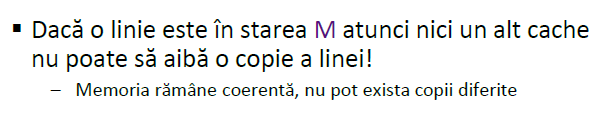 ▪ Dacă o linie este în starea M atunci nici un alt cache
nu poate să aibă o copie a linei!
– Memoria rămâne coerentă, nu pot exista copii diferite